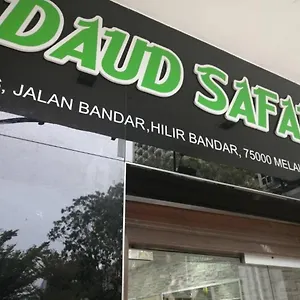 DAUD SAFA
, JALAN BANDAR, HILIR BANDAR, 75000 MELA